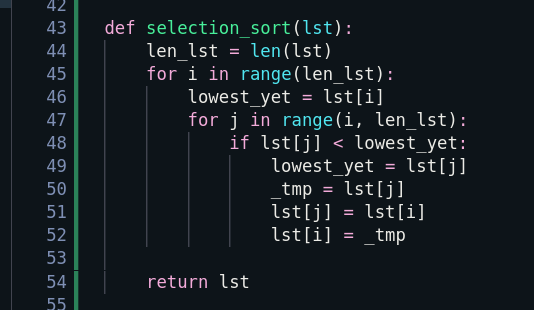 42
43 def selection_sort(lst):
44     len_lst = len(lst)
45     for i in range(len_lst):
46         lowest_yet = lst[i]
47         for j in range(i, len_lst):
48             if lst[j] < lowest_yet:
49                 lowest_yet = lst[j]
50                 _tmp = lst[j]
51                 lst[j] = lst[i]
52                 lst[i] = _tmp
53
54     return lst
55